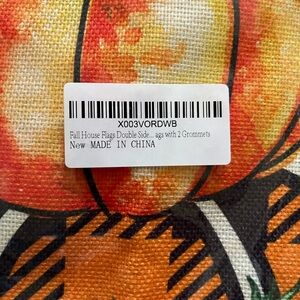 X003VORDWB
Fall House Flags Double Side... ags with 2 Grommets
New MADE IN CHINA